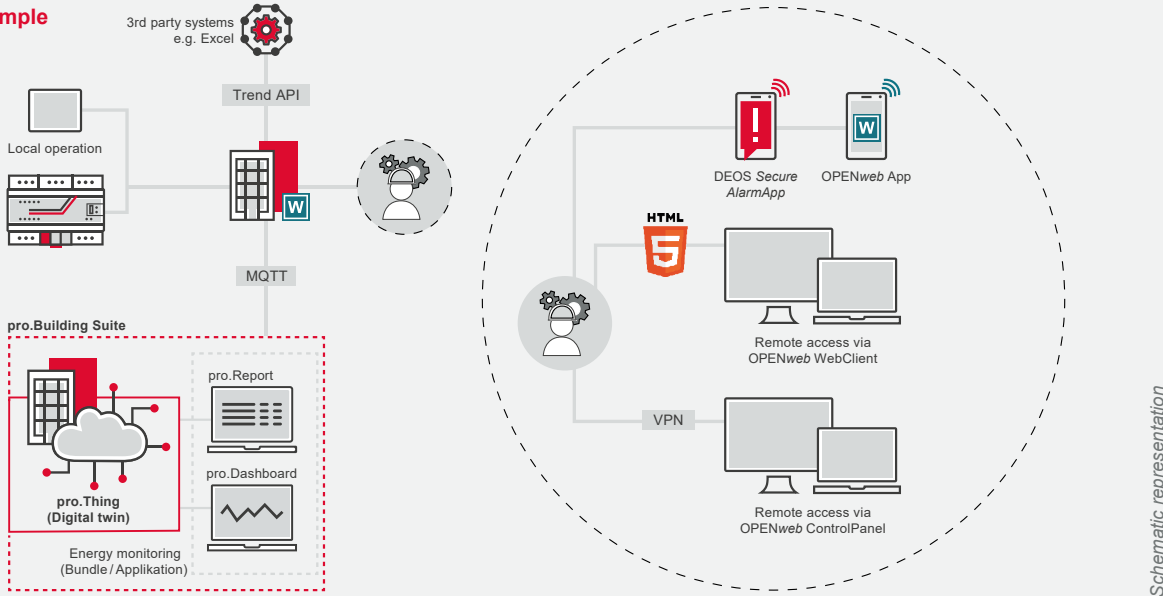 mple
3rd party systems
e.g. Excel
Trend API
Local operation
W
MQTT
pro.Building Suite
pro.Report
pro.Dashboard
pro.Thing
(Digital twin)
Energy monitoring
(Bundle / Applikation)
!
W
DEOS Secure
AlarmApp
OPENweb App
HTML
5
Remote access via
OPENweb WebClient
VPN
Remote access via
OPENweb ControlPanel
Schematic representation